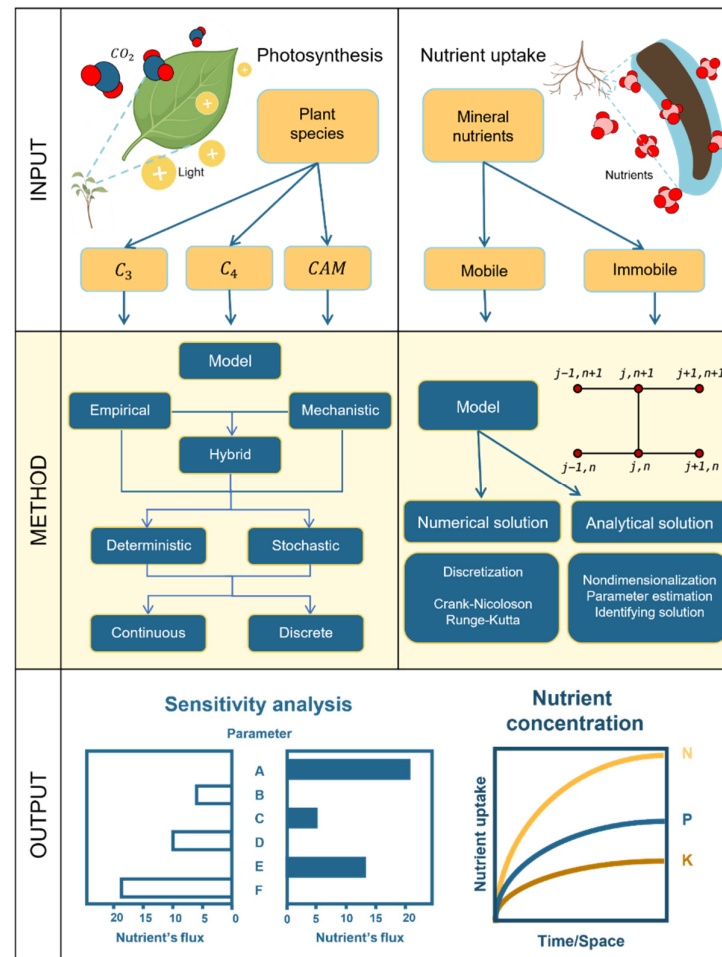 INPUT
Photosynthesis
CO₂
Light
Plant
species
C₃
C₄
CAM
Nutrient uptake
Mineral
nutrients
Nutrients
Mobile
Immobile
METHOD
Model
Empirical
Mechanistic
Hybrid
Deterministic
Stochastic
Continuous
Discrete
Model
j-1,n+1
j,n+1
j+1,n+1
j-1,n
j,n
j+1,n
Numerical solution
Analytical solution
Discretization
Crank-Nicoloson
Runge-Kutta
Nondimensionalization
Parameter estimation
Identifying solution
OUTPUT
Sensitivity analysis
Parameter
A
B
C
D
E
F
20 15 10 5 0
Nutrient's flux
0 5 10 15 20
Nutrient's flux
Nutrient
concentration
Nutrient uptake
N
P
K
Time/Space